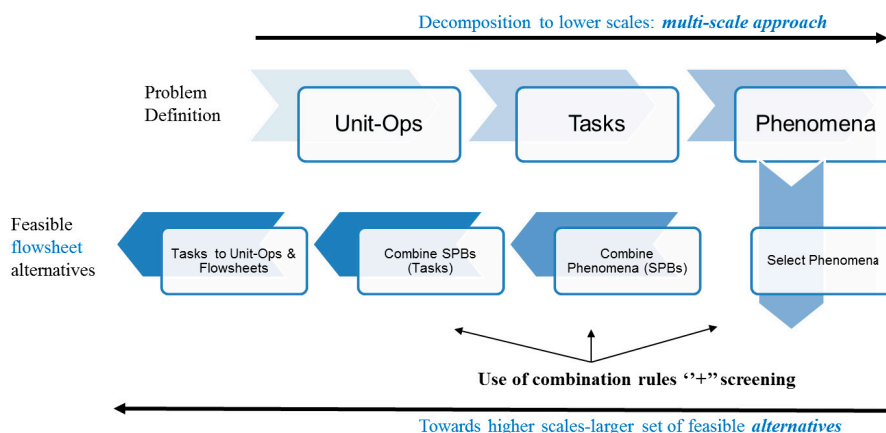 Decomposition to lower scales: multi-scale approach
Problem
Definition
Unit-Ops
Tasks
Phenomena
Feasible
flowsheet
alternatives
Tasks to Unit-Ops &
Flowsheets
Combine SPBs
(Tasks)
Combine
Phenomena (SPBs)
Select Phenomena
Use of combination rules ‘’+’’ screening
Towards higher scales-larger set of feasible alternatives